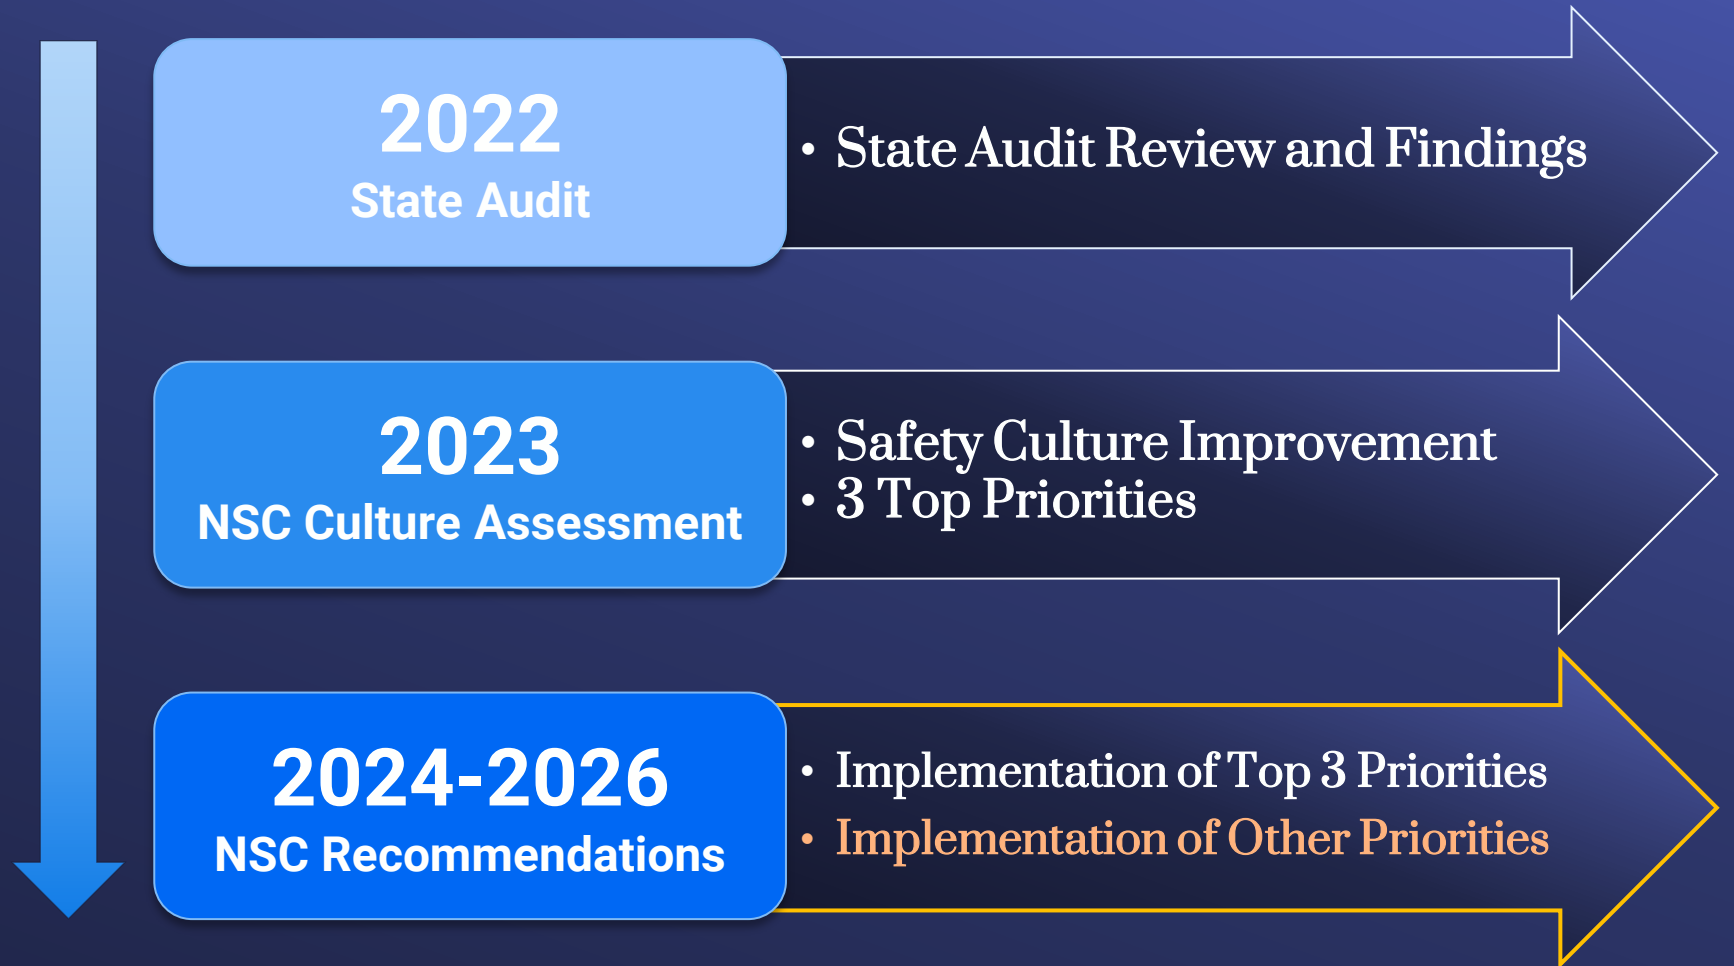 2022
State Audit
• State Audit Review and Findings
2023
NSC Culture Assessment
• Safety Culture Improvement
• 3 Top Priorities
2024-2026
NSC Recommendations
• Implementation of Top 3 Priorities
• Implementation of Other Priorities